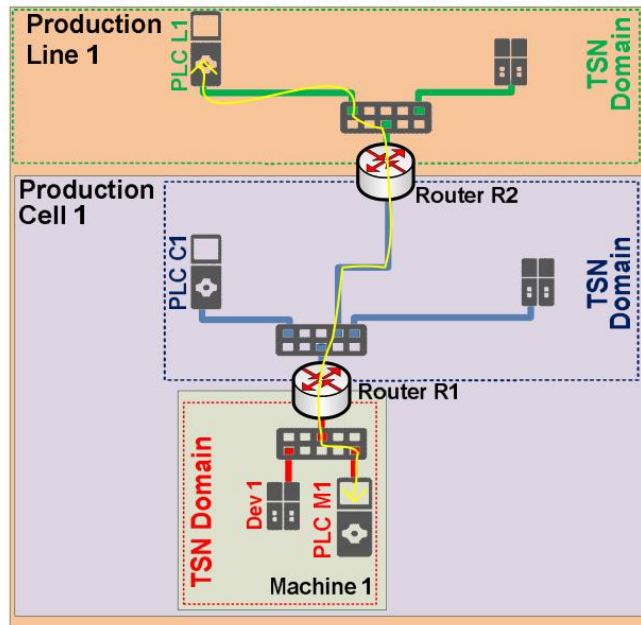 Production
Line 1
PLC L1
TSN
Domain
Router R2
Production
Cell 1
PLC C1
TSN
Domain
Router R1
TSN Domain
Dev 1
PLC M1
Machine 1